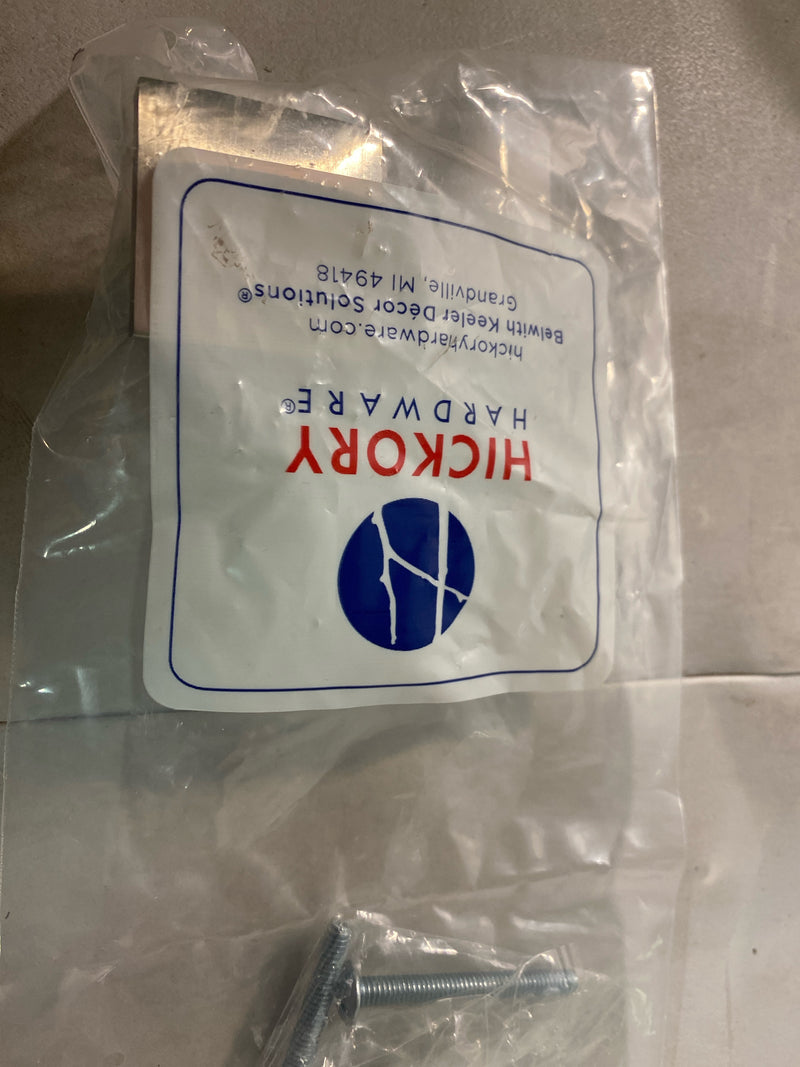 HICKORY
HARDWARE®
hickoryhardware.com
Belwith Keeler Décor Solutions®
Grandville, MI 49418